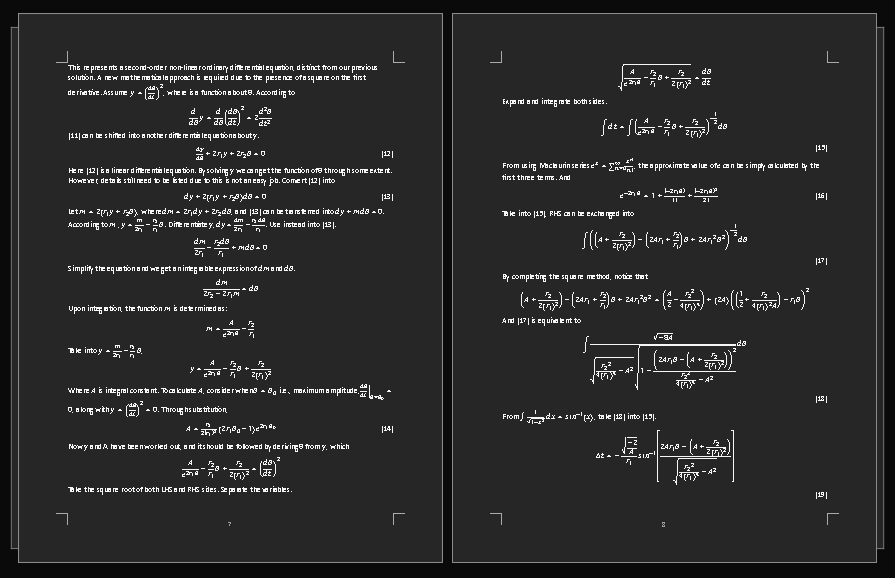 This represents a second-order non-linear ordinary differential equation, distinct from our previous
solution. A new mathematical approach is required due to the presence of a square on the first
derivative. Assume y = (dθ/dt)^2, where is a function about θ. According to
d/dθ y = d/dθ (dθ/dt)^2 = 2 d^2θ/dt^2
(11) can be shifted into another differential equation about y.
dy/dθ + 2r1y + 2r2θ = 0 (12)
Here (12) is a linear differential equation. By solving y we can get the function of θ through some extent.
However, details still need to be listed due to this is not an easy job. Convert (12) into
dy + 2(r1y + r2θ)dθ = 0 (13)
Let m = 2(r1y + r2θ), where dm = 2r1dy + 2r2dθ, and (13) can be transferred into dy + mdθ = 0.
According to m, y = m/2r1 − r2/r1 θ. Differentiate y, dy = dm/2r1 − r2dθ/r1. Use instead into (13).
dm/2r1 − r2dθ/r1 + mdθ = 0
Simplify the equation and we get an integrable expression of dm and dθ.
dm/(2r2 − 2r1m) = dθ
Upon integration, the function m is determined as:
m = A/e^2r1θ − r2/r1
Take into y = m/2r1 − r2/r1 θ,
y = A/e^2r1θ − r2/r1 θ + r2/2(r1)^2
Where A is integral constant. To calculate A, consider when θ = θ0 i.e., maximum amplitude dθ/dt|θ=θ0 =
0, along with y = (dθ/dt)^2 = 0. Through substitution,
A = r2/2(r1)^2 (2r1θ0 − 1)e^2r1θ0 (14)
Now y and A have been worked out, and it should be followed by deriving θ from y, which
A/e^2r1θ − r2/r1 θ + r2/2(r1)^2 = (dθ/dt)^2
Take the square root of both LHS and RHS sides. Separate the variables.
7
√(A/e^2r1θ − r2/r1 θ + r2/2(r1)^2) = dθ/dt
Expand and integrate both sides.
∫dt = ∫(A/e^2r1θ − r2/r1 θ + r2/2(r1)^2)^−1/2 dθ
(15)
From using Maclaurin series e^x = ∑ x^n/n!, the approximate value of e can be simply calculated by the
first three terms. And
e^−2r1θ = 1 + (−2r1θ)/1! + (−2r1θ)^2/2! (16)
Take into (15), RHS can be exchanged into
∫((A + r2/2(r1)^2) − (2Ar1 + r2/r1)θ + 2Ar1^2θ^2)^−1/2 dθ
(17)
By completing the square method, notice that
And (17) is equivalent to
(18)
From ∫ 1/√(1−x^2) dx = sin^−1(x), take (18) into (15).
(19)
8